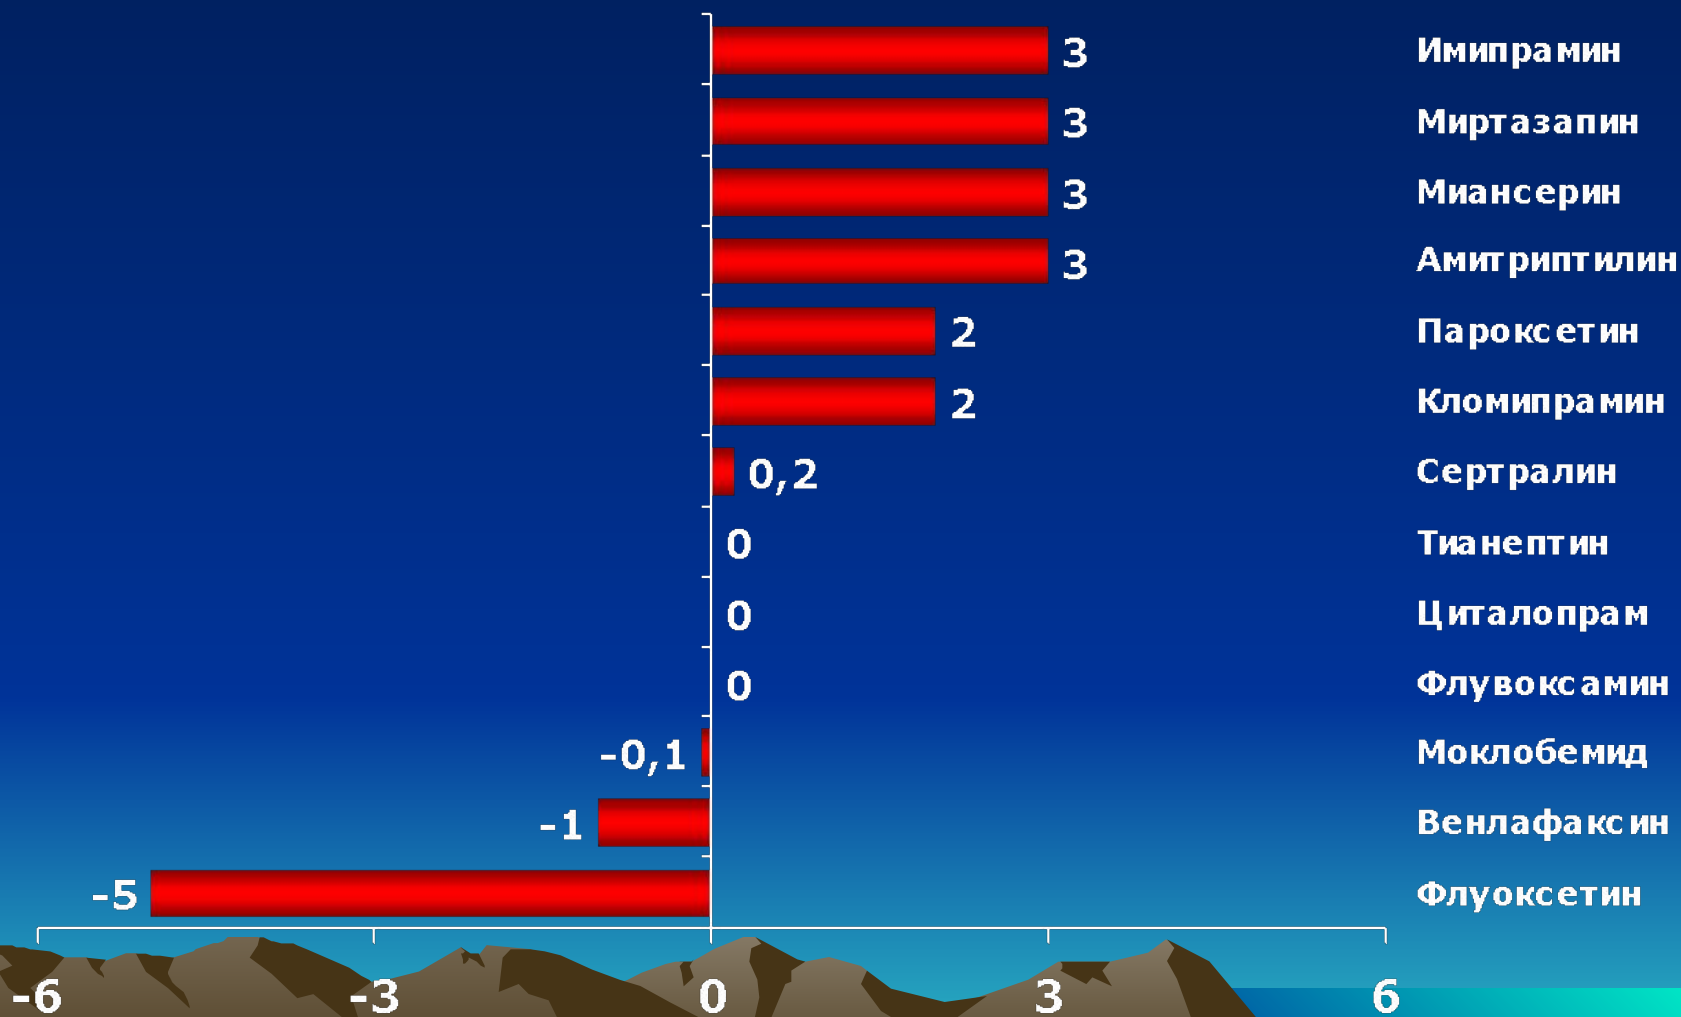 3 Имипрамин
3 Миртазапин
3 Миансерин
3 Амитриптилин
2 Пароксетин
2 Кломипрамин
0,2 Сертралин
0 Тианептин
0 Циталопрам
0 Флувоксамин
-0,1 Моклобемид
-1 Венлафаксин
-5 Флуоксетин
-6 -3 0 3 6